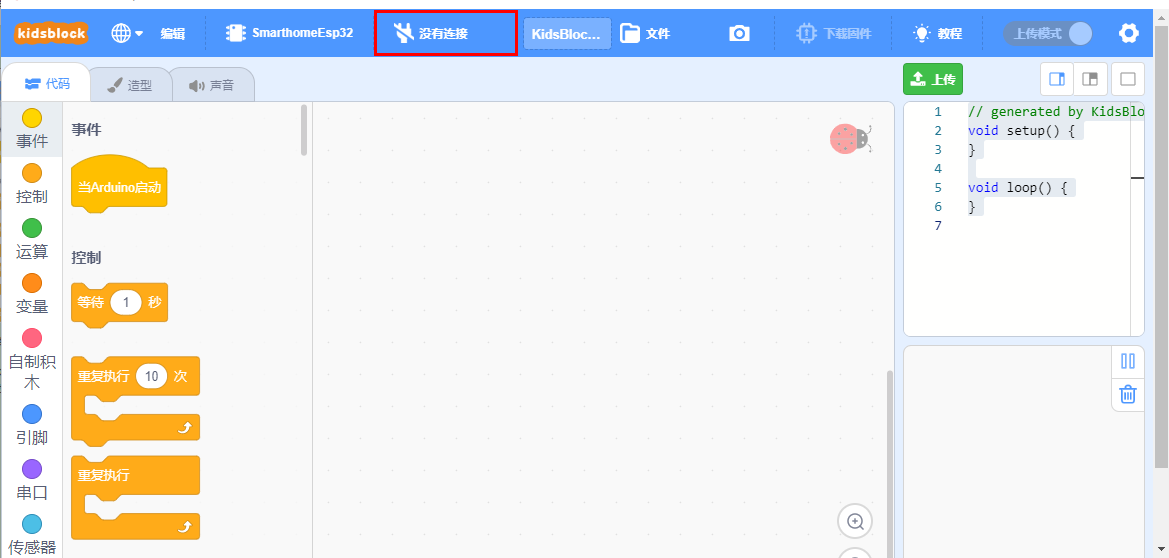 kidsblock
编辑
SmarthomeEsp32
没有连接
KidsBloc...
文件
下载固件
教程
上传模式
代码
造型
声音
上传
事件
控制
运算
变量
自制积
木
引脚
串口
传感器
事件
当Arduino启动
控制
等待 1 秒
重复执行 10 次
重复执行
1 // generated by KidsBlo
2 void setup() {
3 }
4
5 void loop() {
6 }
7